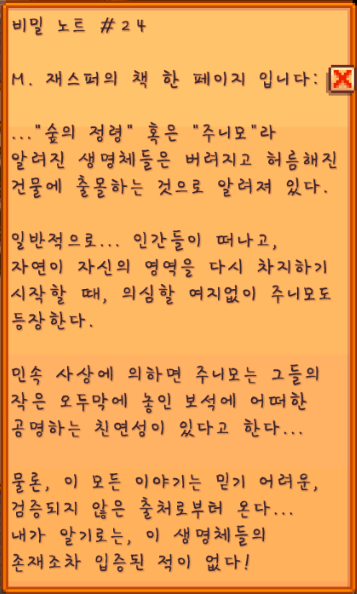 비밀 노트 #24
M. 재스퍼의 책 한 페이지 입니다:
..."숲의 정령" 혹은 "주니모"라
알려진 생명체들은 버려지고 허름해진
건물에 출몰하는 것으로 알려져 있다.
일반적으로... 인간들이 떠나고,
자연이 자신의 영역을 다시 차지하기
시작할 때, 의심할 여지없이 주니모도
등장한다.
민속 사상에 의하면 주니모는 그들의
작은 오두막에 놓인 보석에 어떠한
공명하는 친연성이 있다고 한다...
물론, 이 모든 이야기는 믿기 어려운,
검증되지 않은 출처로부터 온다...
내가 알기로는, 이 생명체들의
존재조차 입증된 적이 없다!